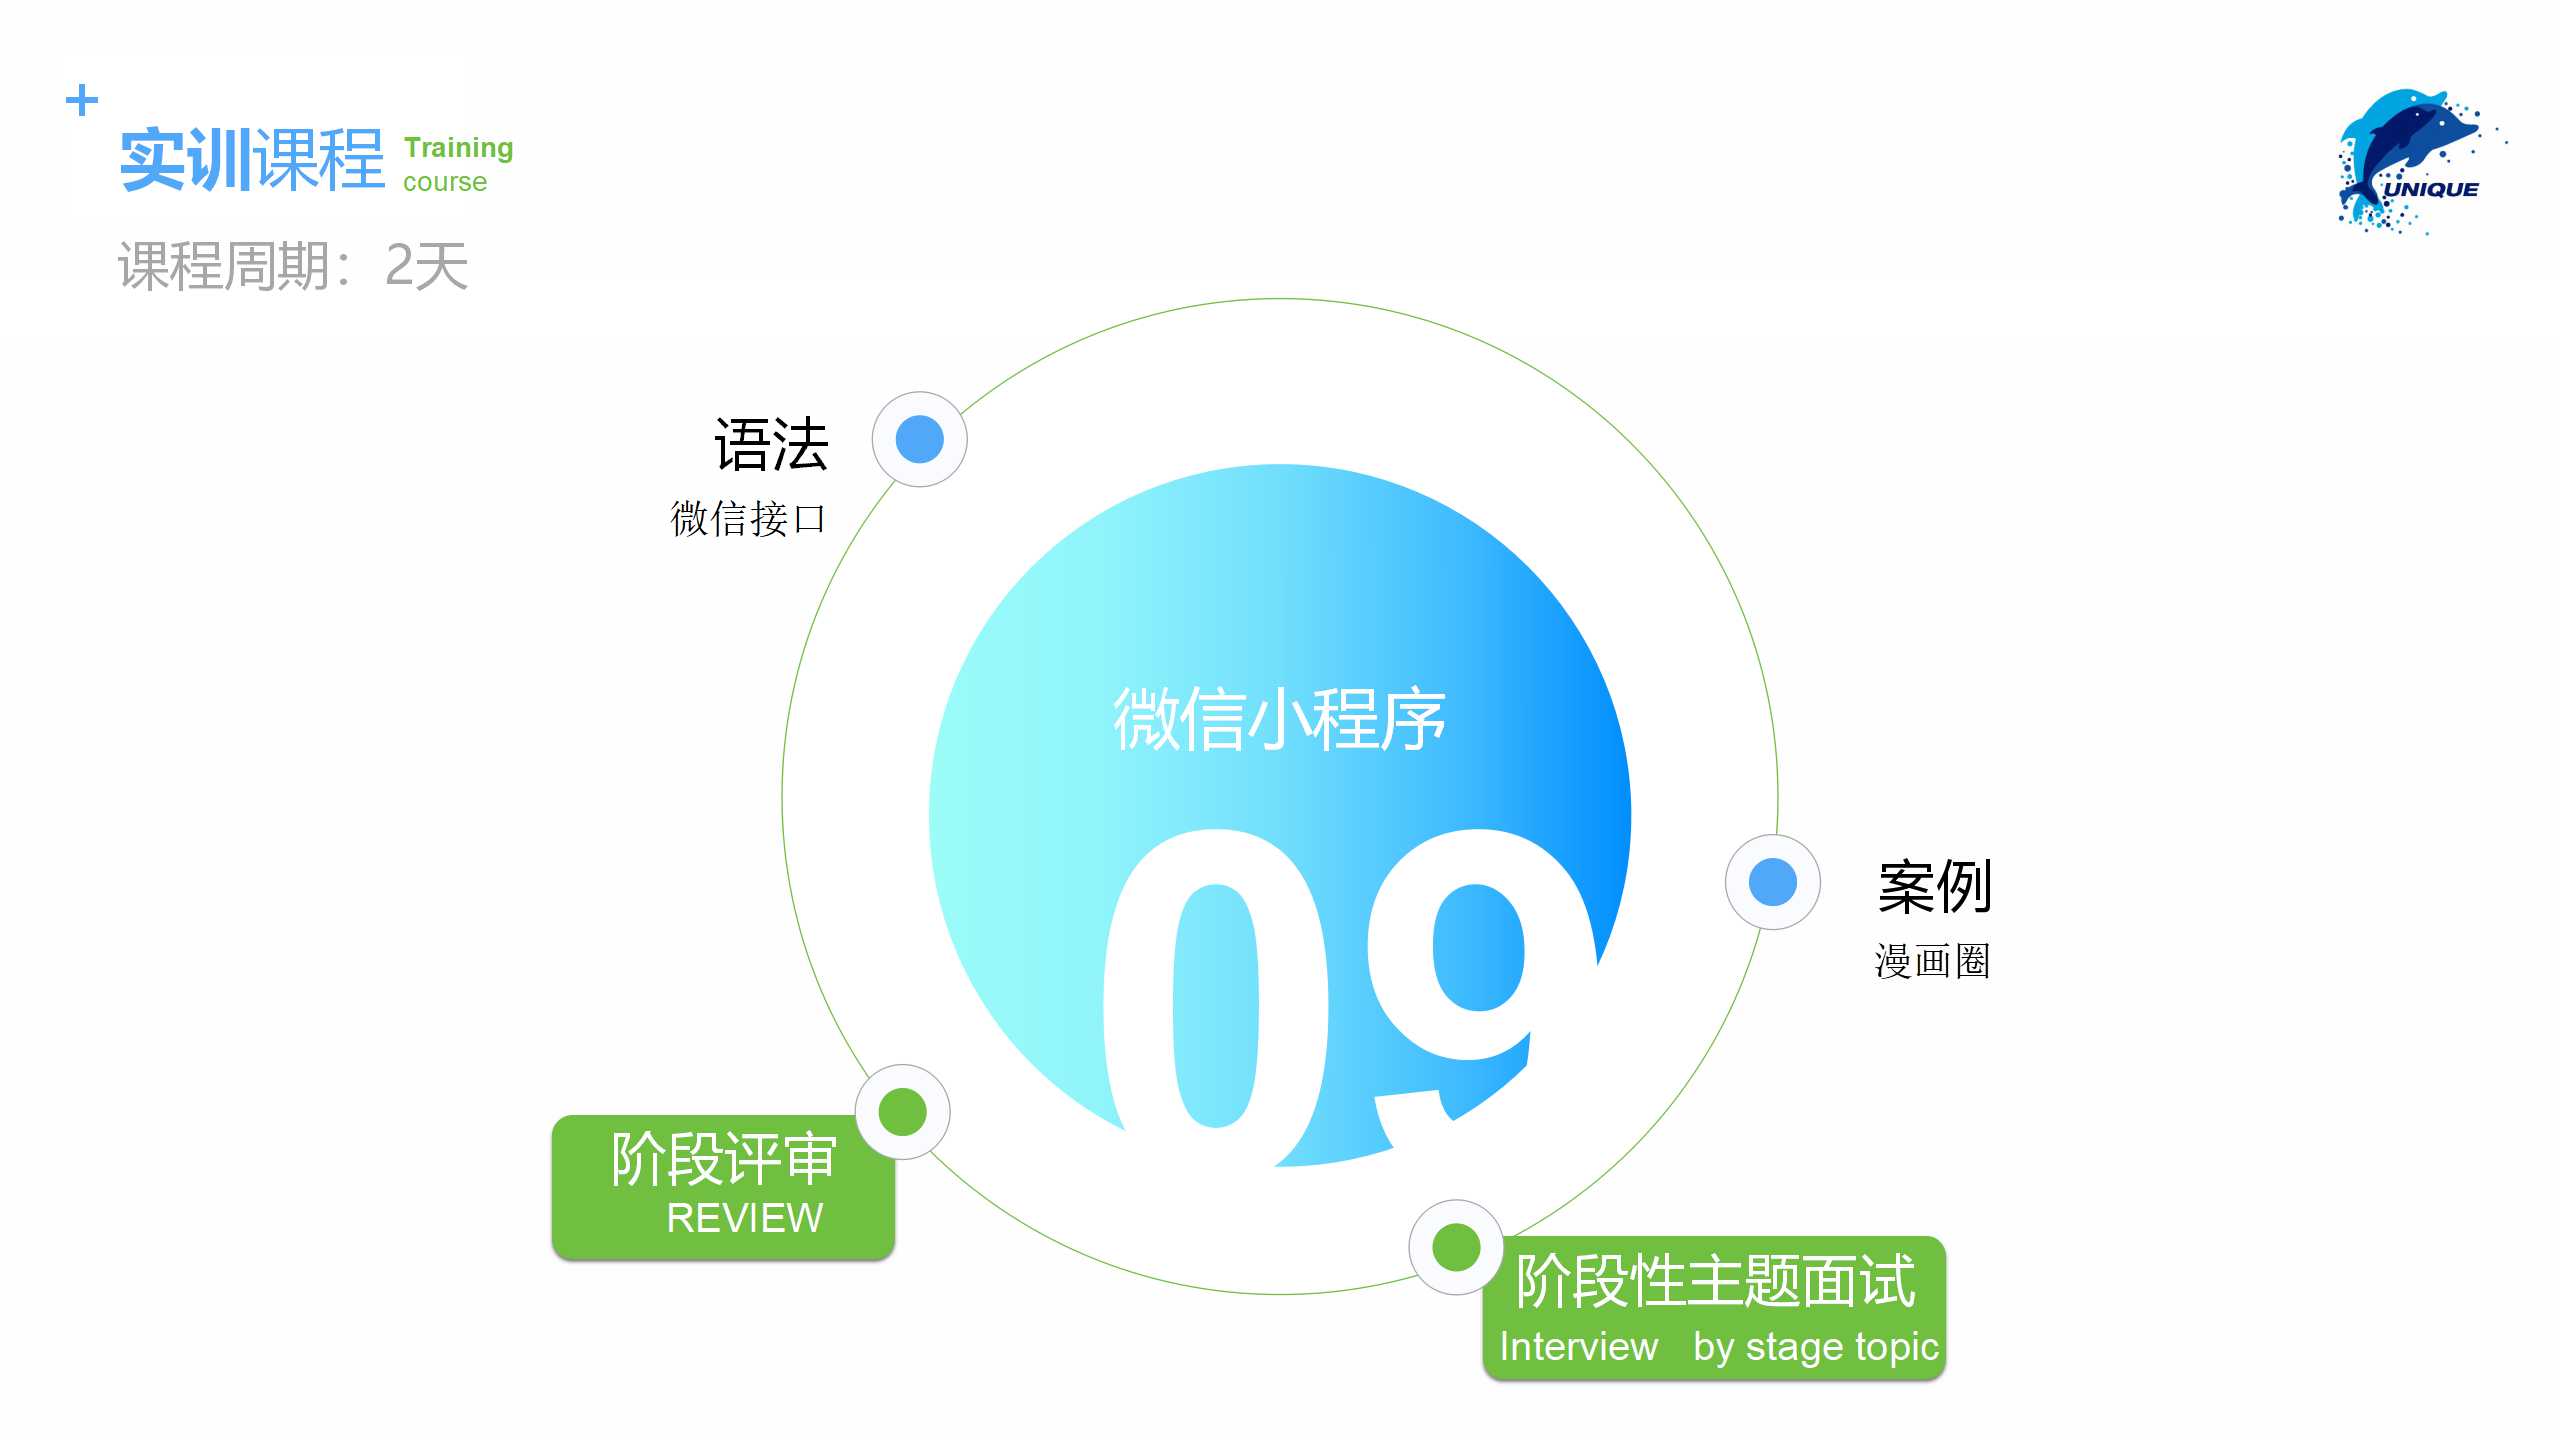 实训课程
Training
course
课程周期：2天
UNIQUE
语法
微信接口
微信小程序
09
案例
漫画圈
阶段评审
REVIEW
阶段性主题面试
Interview by stage topic